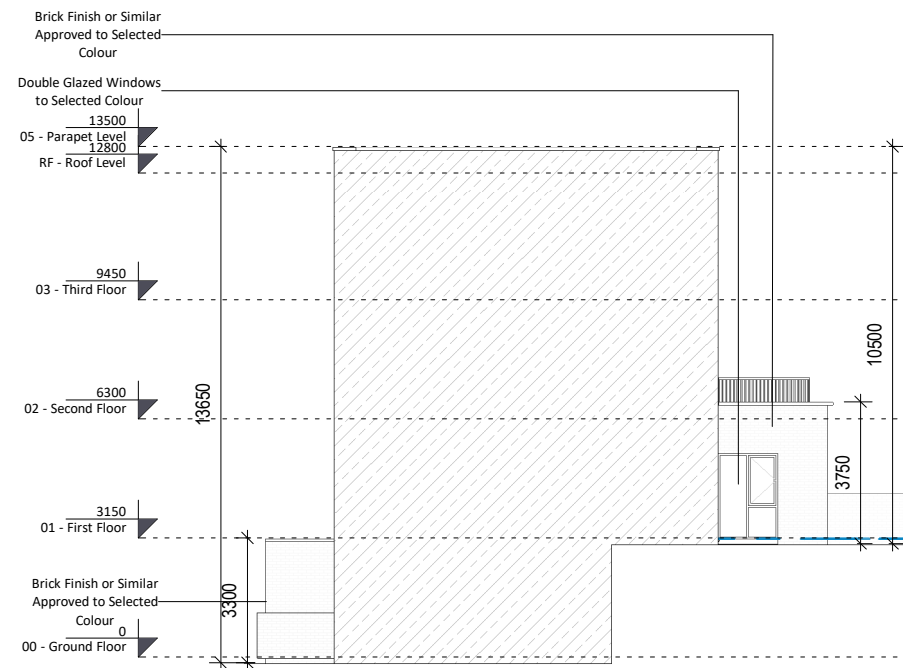 Brick Finish or Similar
Approved to Selected
Colour
Double Glazed Windows
to Selected Colour
13500
05 - Parapet Level
12800
RF - Roof Level
9450
03 - Third Floor
10500
6300
02 - Second Floor
13650
3750
3150
01 - First Floor
3300
Brick Finish or Similar
Approved to Selected
Colour
0
00 - Ground Floor